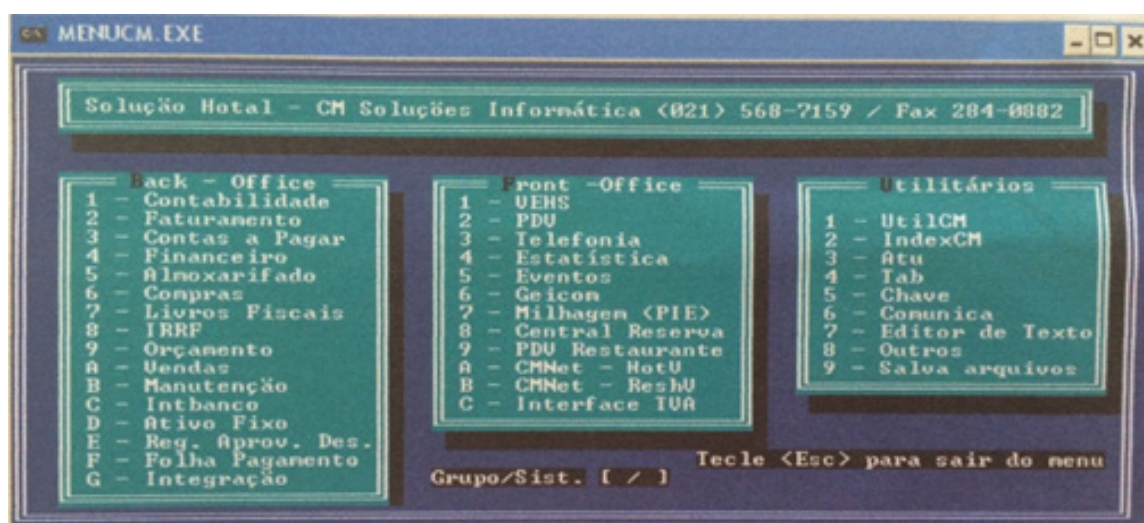 MENUCM.EXE
Solução Hotal - CM Soluções Informática (021) 568-7159 / Fax 284-0882
Back - Office
1 - Contabilidade
2 - Faturamento
3 - Contas a Pagar
4 - Financeiro
5 - Almoxarifado
6 - Compras
7 - Livros Fiscais
8 - IRRF
9 - Orçamento
A - Vendas
B - Manutenção
C - Intbanco
D - Ativo Fixo
E - Req. Aprov. Des.
F - Folha Pagamento
G - Integração
Front -Office
1 - VEHS
2 - PDV
3 - Telefonia
4 - Estatística
5 - Eventos
6 - Geicom
7 - Milhagem (PIE)
8 - Central Reserva
9 - PDV Restaurante
A - CMNet - HotV
B - CMNet - ReshV
C - Interface IVA
Utilitários
1 - UtilCM
2 - IndexCM
3 - Atu
4 - Tab
5 - Chave
6 - Comunica
7 - Editor de Texto
8 - Outros
9 - Salva arquivos
Tecle <Esc> para sair do menu
Grupo/Sist. [ / ]